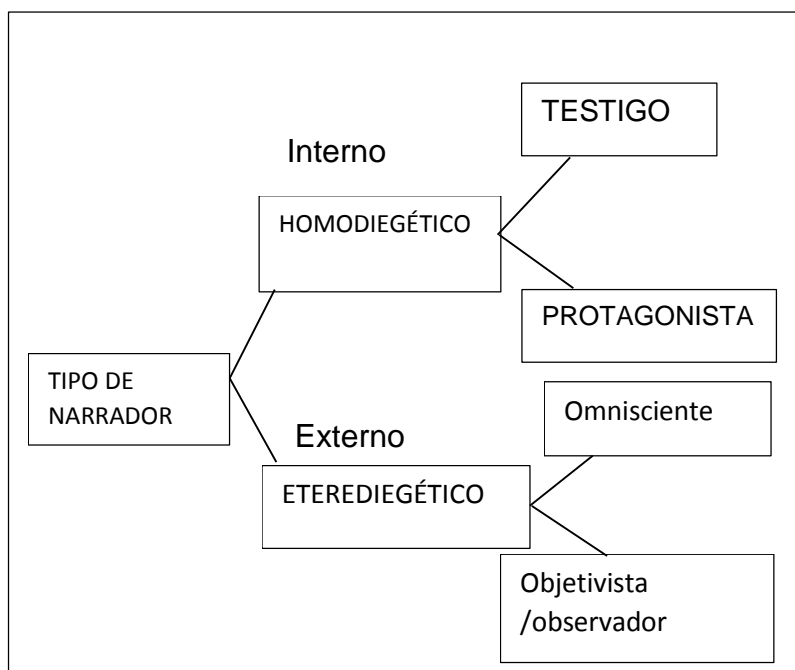 TESTIGO
Interno
HOMODIEGÉTICO
PROTAGONISTA
TIPO DE
NARRADOR
Omnisciente
Externo
ETEREDIEGÉTICO
Objetivista
/observador